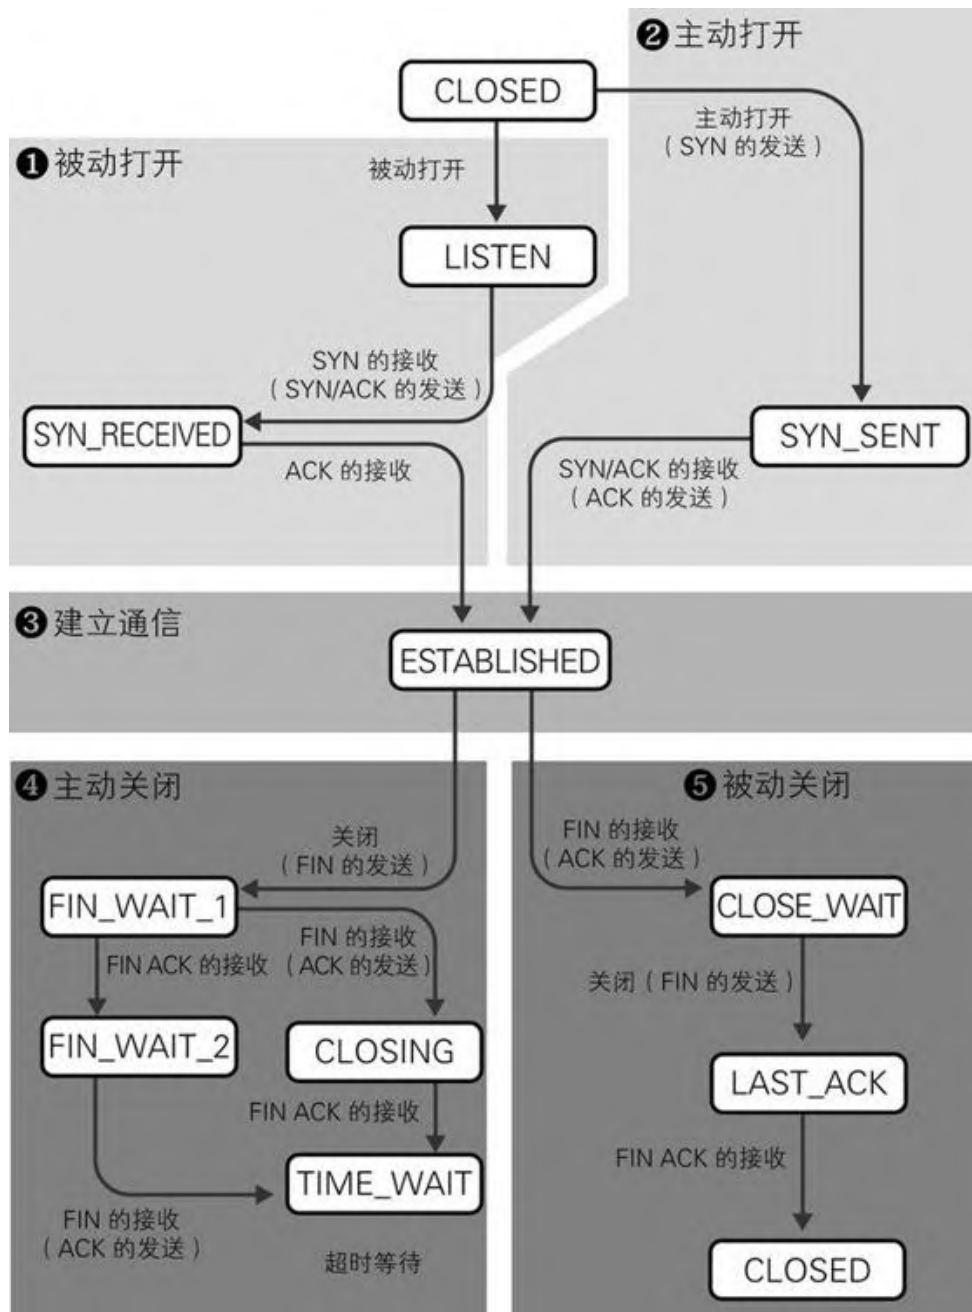 ❷主动打开
CLOSED
主动打开
（SYN 的发送）
❶被动打开
被动打开
LISTEN
SYN 的接收
（SYN/ACK 的发送）
SYN_RECEIVED
SYN_SENT
ACK 的接收
SYN/ACK 的接收
（ACK 的发送）
❸建立通信
ESTABLISHED
❹主动关闭
❺被动关闭
关闭
（FIN 的发送）
FIN 的接收
（ACK 的发送）
FIN_WAIT_1
CLOSE_WAIT
FIN 的接收
（ACK 的发送）
FIN ACK 的接收
关闭（FIN 的发送）
FIN_WAIT_2
CLOSING
LAST_ACK
FIN ACK 的接收
FIN ACK 的接收
TIME_WAIT
FIN 的接收
（ACK 的发送）
超时等待
CLOSED